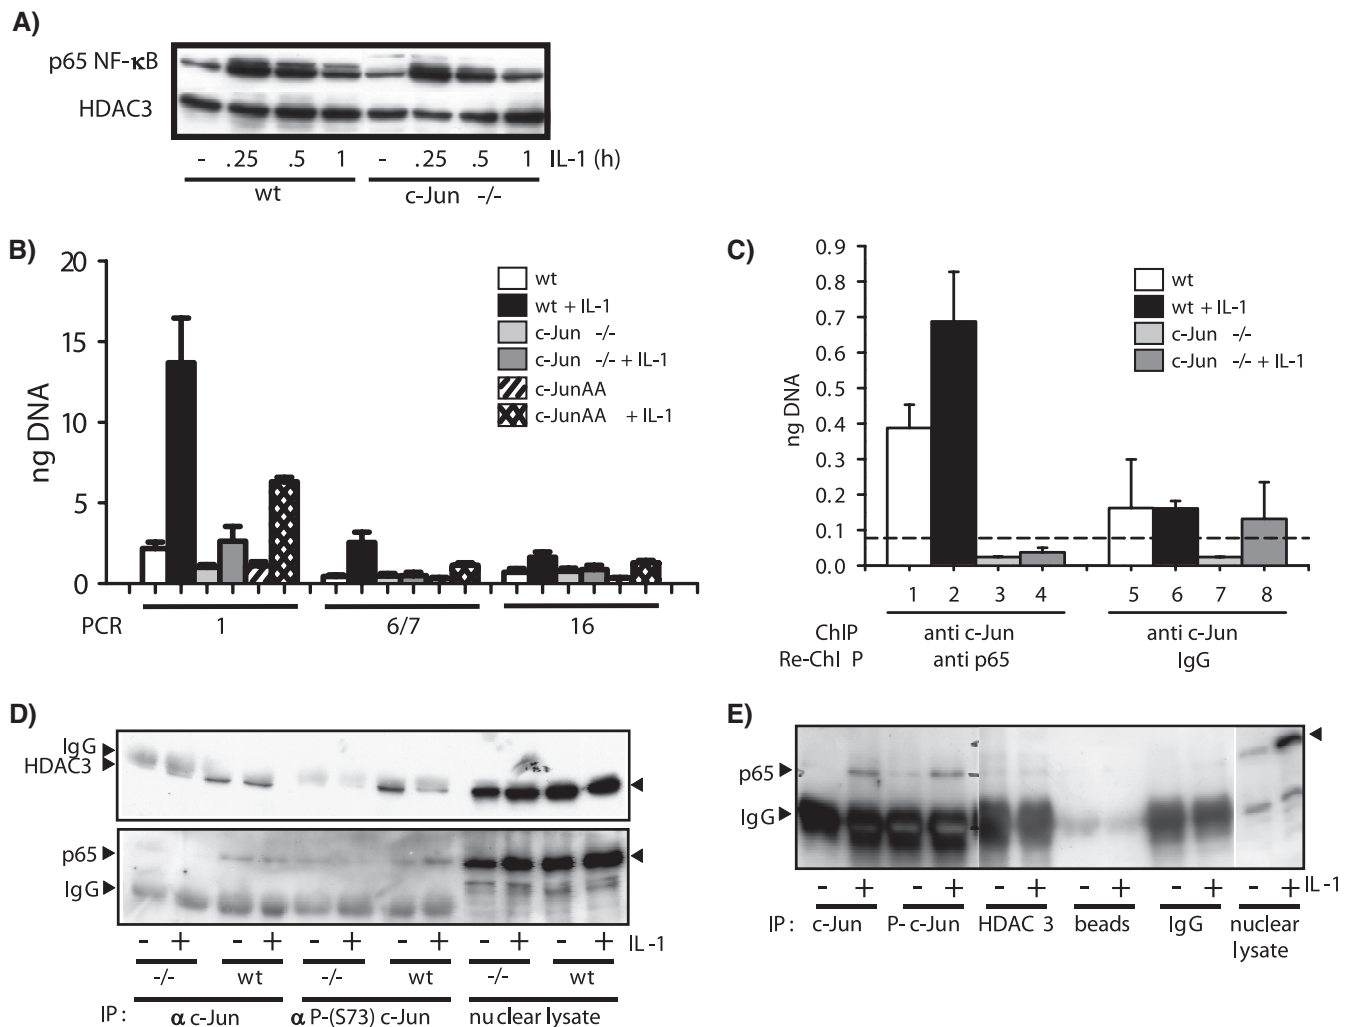 A)
p65 NF-κB
HDAC3
- .25 .5 1 - .25 .5 1 IL-1 (h)
wt c-Jun -/-
B)
20
15
10
5
0
ng DNA
wt
wt + IL-1
c-Jun -/-
c-Jun -/- + IL-1
c-JunAA
c-JunAA + IL-1
PCR 1 6/7 16
C)
0.9
0.8
0.7
0.6
0.5
0.4
0.3
0.2
0.1
0.0
ng DNA
wt
wt + IL-1
c-Jun -/-
c-Jun -/- + IL-1
1 2 3 4 5 6 7 8
ChIP anti c-Jun anti c-Jun
Re-ChI P anti p65 IgG
D)
IgG
HDAC3
p65
IgG
- + - + - + - + - + - + IL-1
-/- wt -/- wt -/- wt
IP : α c-Jun α P-(S73) c-Jun nuclear lysate
E)
p65
IgG
- + - + - + - + - + - + IL-1
IP : c-Jun P- c-Jun HDAC 3 beads IgG nuclear
lysate